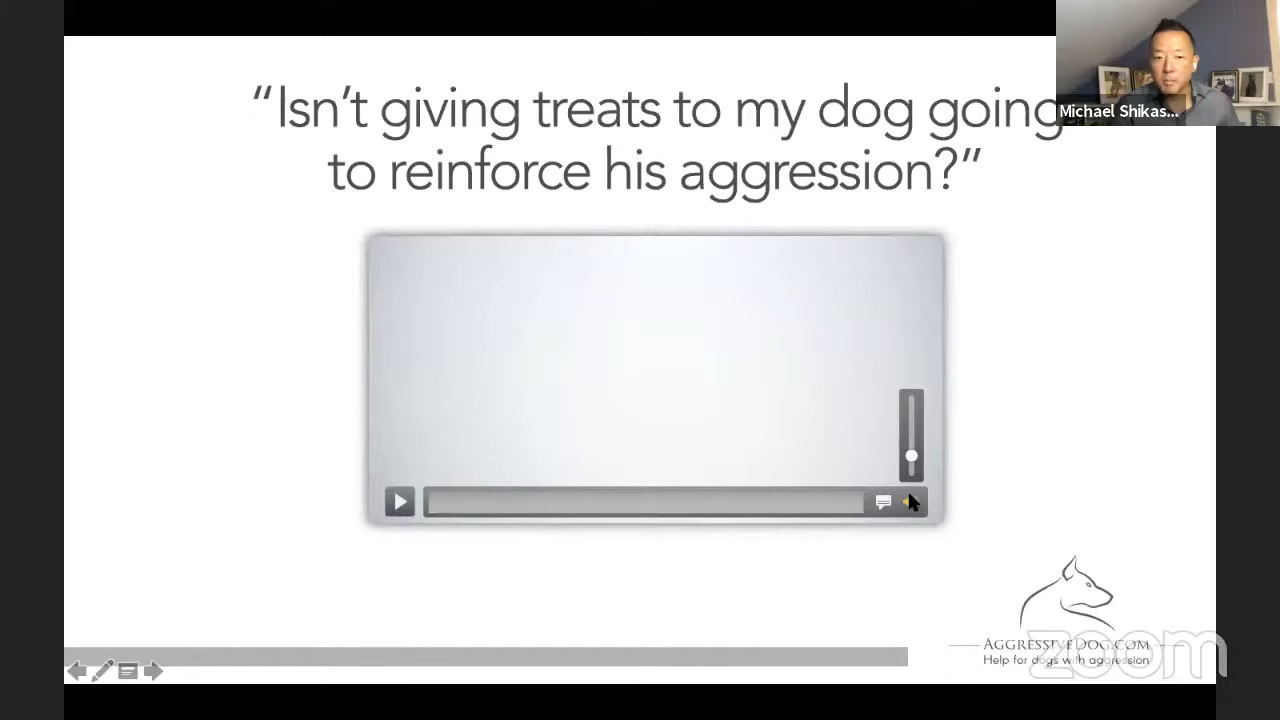 “Isn’t giving treats to my dog going
to reinforce his aggression?”
Michael Shikas...
AGGRESSIVEDOG.COM
Help for dogs with aggression
zoom